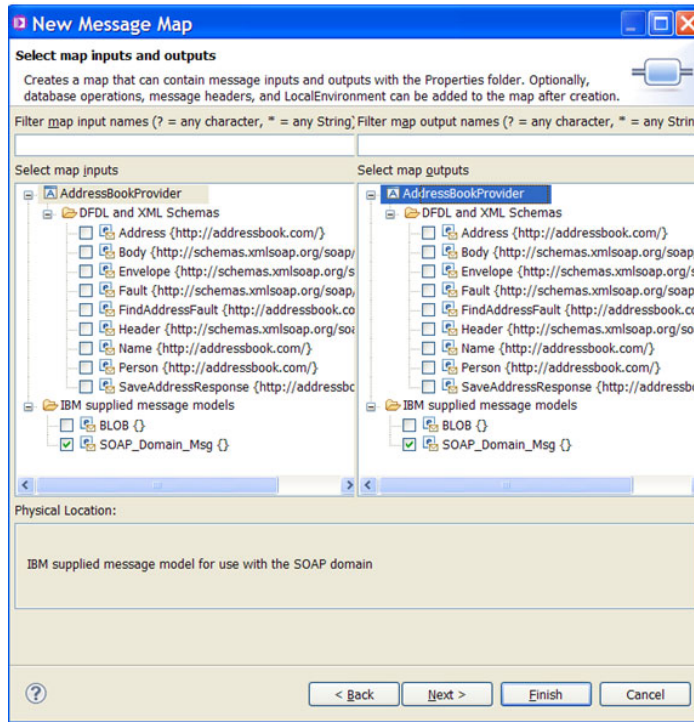 New Message Map
Select map inputs and outputs
Creates a map that can contain message inputs and outputs with the Properties folder. Optionally,
database operations, message headers, and LocalEnvironment can be added to the map after creation.
Filter map input names (? = any character, * = any String)
Filter map output names (? = any character, * = any Strin
Select map inputs
AddressBookProvider
DFDL and XML Schemas
Address {http://addressbook.com/}
Body {http://schemas.xmlsoap.org/soap/
Envelope {http://schemas.xmlsoap.org/s
Fault {http://schemas.xmlsoap.org/soap/
FindAddressFault {http://addressbook.co
Header {http://schemas.xmlsoap.org/soa
Name {http://addressbook.com/}
Person {http://addressbook.com/}
SaveAddressResponse {http://addressbo
IBM supplied message models
BLOB {}
SOAP_Domain_Msg {}
Select map outputs
AddressBookProvider
DFDL and XML Schemas
Address {http://addressbook.com/}
Body {http://schemas.xmlsoap.org/soap/
Envelope {http://schemas.xmlsoap.org/s
Fault {http://schemas.xmlsoap.org/soap/
FindAddressFault {http://addressbook.co
Header {http://schemas.xmlsoap.org/soa
Name {http://addressbook.com/}
Person {http://addressbook.com/}
SaveAddressResponse {http://addressbo
IBM supplied message models
BLOB {}
SOAP_Domain_Msg {}
Physical Location:
IBM supplied message model for use with the SOAP domain
?
< Back
Next >
Finish
Cancel